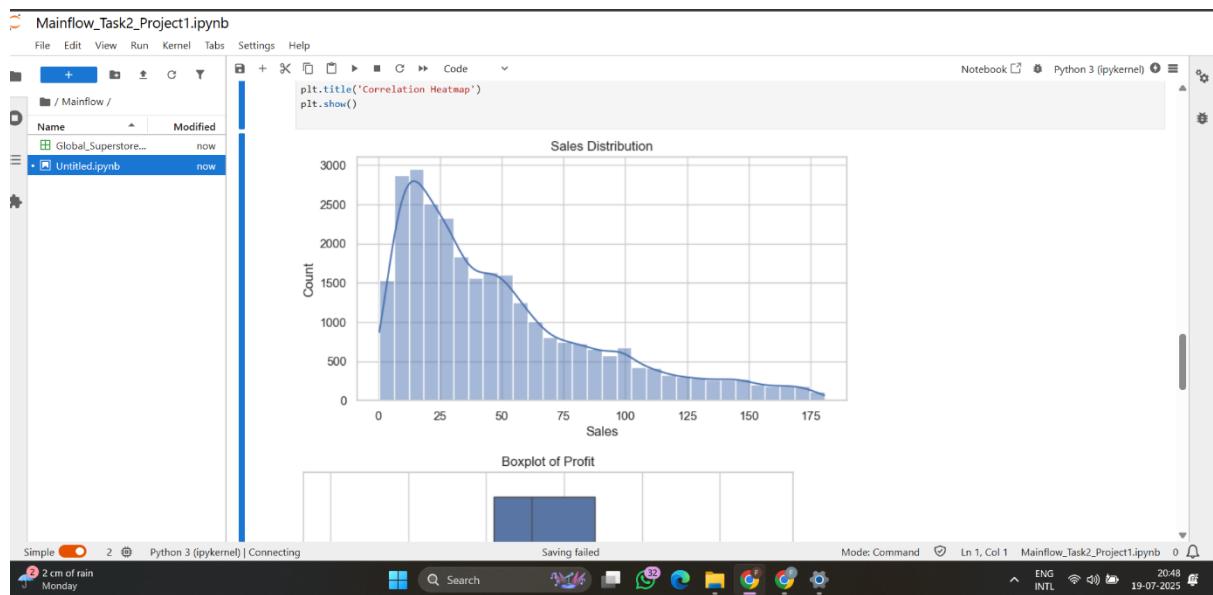 Mainflow_Task2_Project1.ipynb
File Edit View Run Kernel Tabs Settings Help
Code
Notebook
Python 3 (ipykernel)
/ Mainflow /
Name Modified
Global_Superstore... now
Untitled.ipynb now
plt.title('Correlation Heatmap')
plt.show()
Sales Distribution
3000
2500
2000
1500
1000
500
0
Count
0 25 50 75 100 125 150 175
Sales
Boxplot of Profit
Simple 2 Python 3 (ipykernel) | Connecting Saving failed Mode: Command Ln 1, Col 1 Mainflow_Task2_Project1.ipynb 0
2
2 cm of rain
Monday
Search
32
ENG
INTL
20:48
19-07-2025